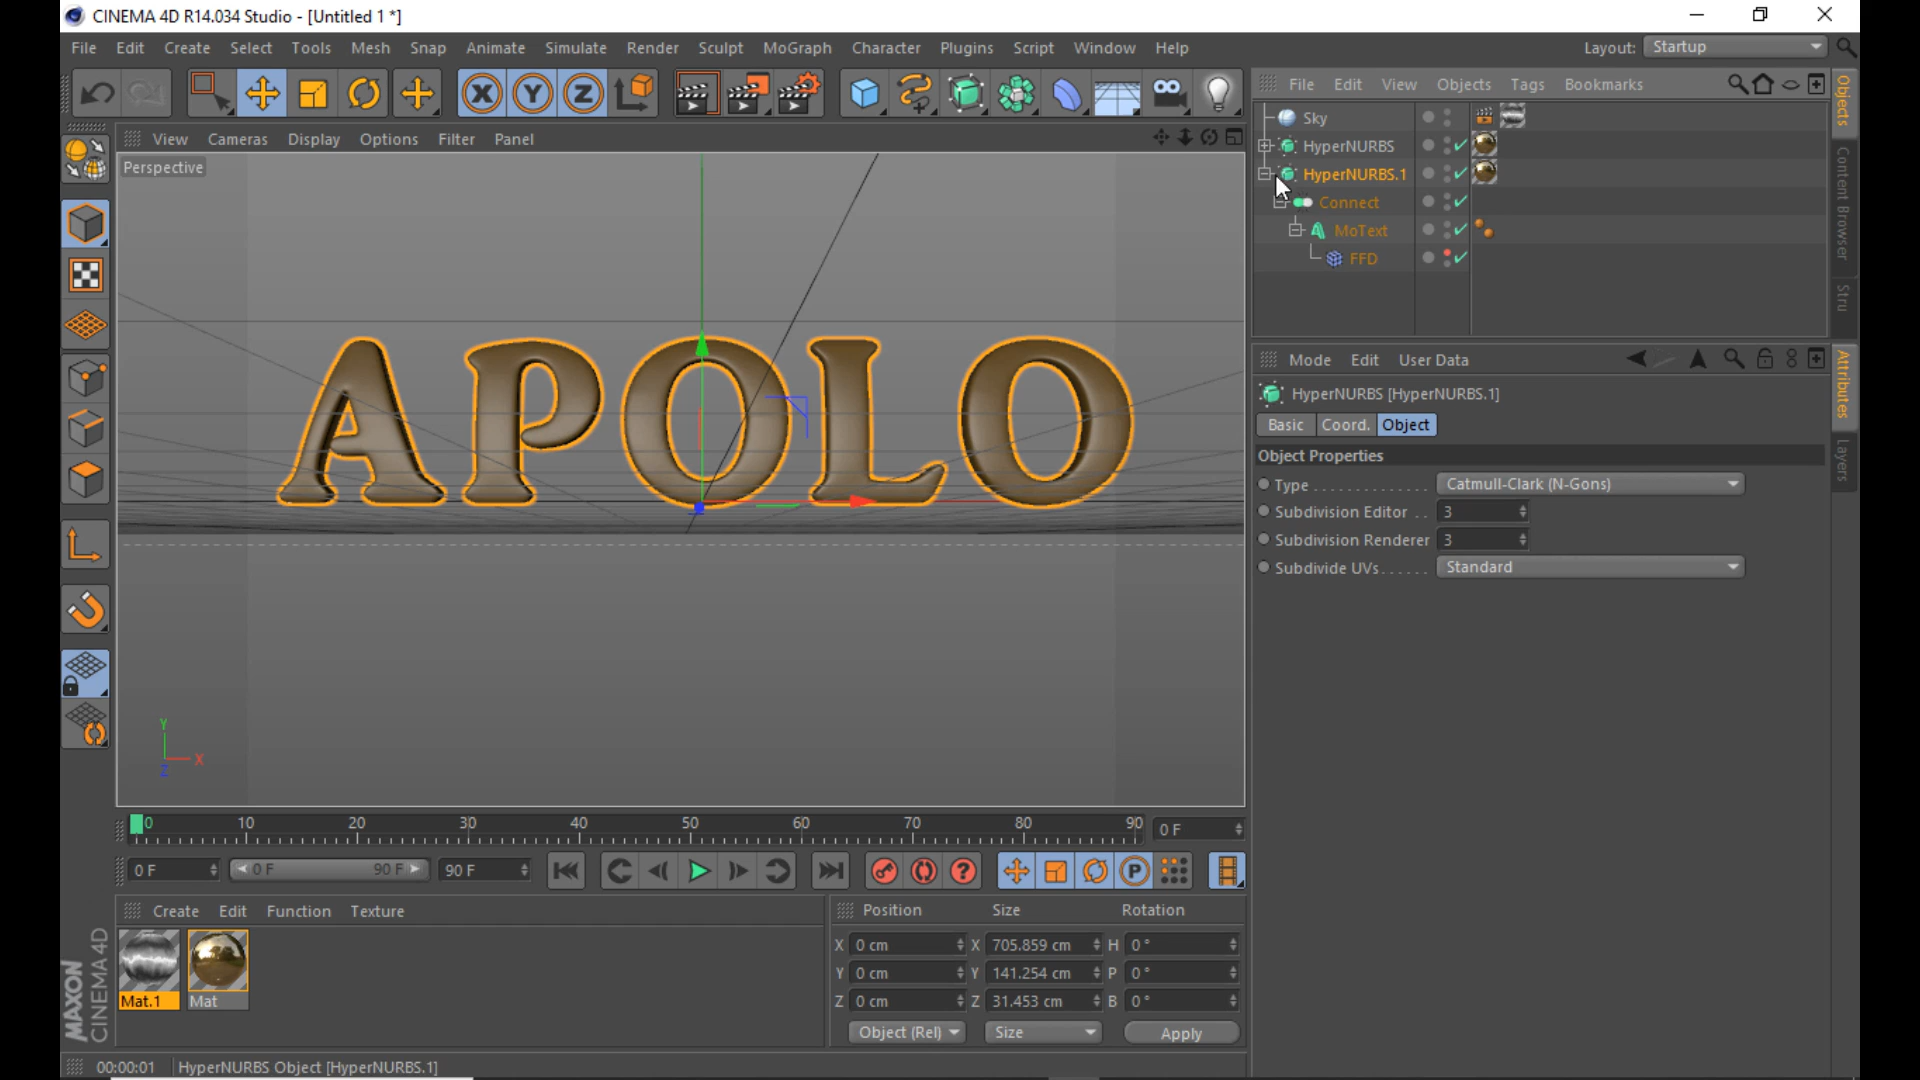 CINEMA 4D R14.034 Studio - [Untitled 1 *]
File Edit Create Select Tools Mesh Snap Animate Simulate Render Sculpt MoGraph Character Plugins Script Window Help Layout: Startup
X Y Z
File Edit View Objects Tags Bookmarks
Objects
Content Browser
Stru
View Cameras Display Options Filter Panel
Perspective
Sky
HyperNURBS
HyperNURBS.1
Connect
MoText
FFD
APOLO
Y
X
Z
Mode Edit User Data
Attributes
Layers
HyperNURBS [HyperNURBS.1]
Basic Coord. Object
Object Properties
Type Catmull-Clark (N-Gons)
Subdivision Editor 3
Subdivision Renderer 3
Subdivide UVs Standard
0 10 20 30 40 50 60 70 80 90 0 F
0 F 0 F 90 F 90 F
P
Create Edit Function Texture
Mat.1 Mat
MAXON
CINEMA 4D
Position Size Rotation
X 0 cm X 705.859 cm H 0 °
Y 0 cm Y 141.254 cm P 0 °
Z 0 cm Z 31.453 cm B 0 °
Object (Rel) Size Apply
00:00:01 HyperNURBS Object [HyperNURBS.1]